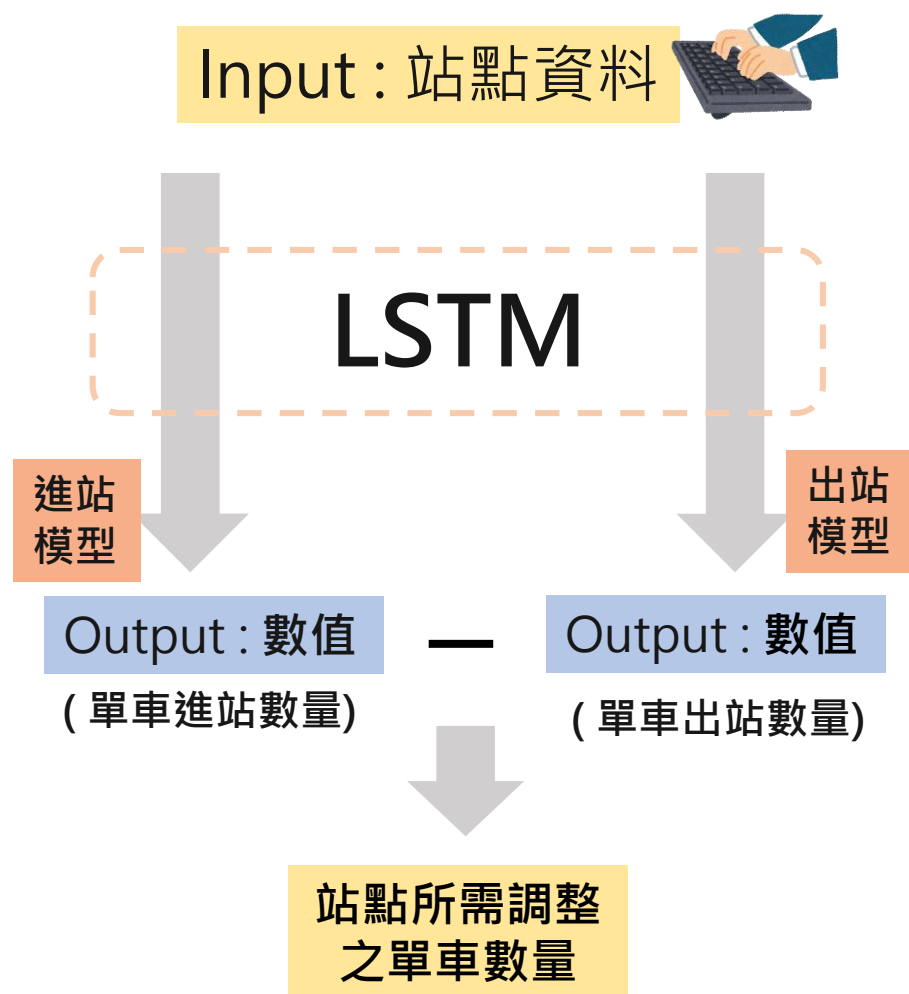 Input : 站點資料
LSTM
進站
模型
出站
模型
Output : 數值
—
Output : 數值
( 單車進站數量)
( 單車出站數量)
站點所需調整
之單車數量